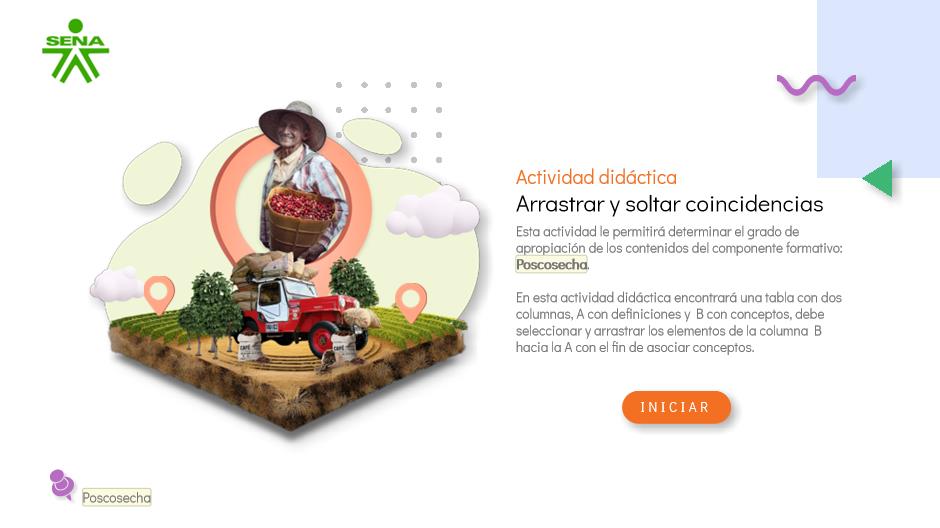 SENA
Actividad didáctica
Arrastrar y soltar coincidencias
Esta actividad le permitirá determinar el grado de
apropiación de los contenidos del componente formativo:
Poscosecha.
En esta actividad didáctica encontrará una tabla con dos
columnas, A con definiciones y B con conceptos, debe
seleccionar y arrastrar los elementos de la columna B
hacia la A con el fin de asociar conceptos.
INICIAR
CAFÉ
CAFÉ
Poscosecha